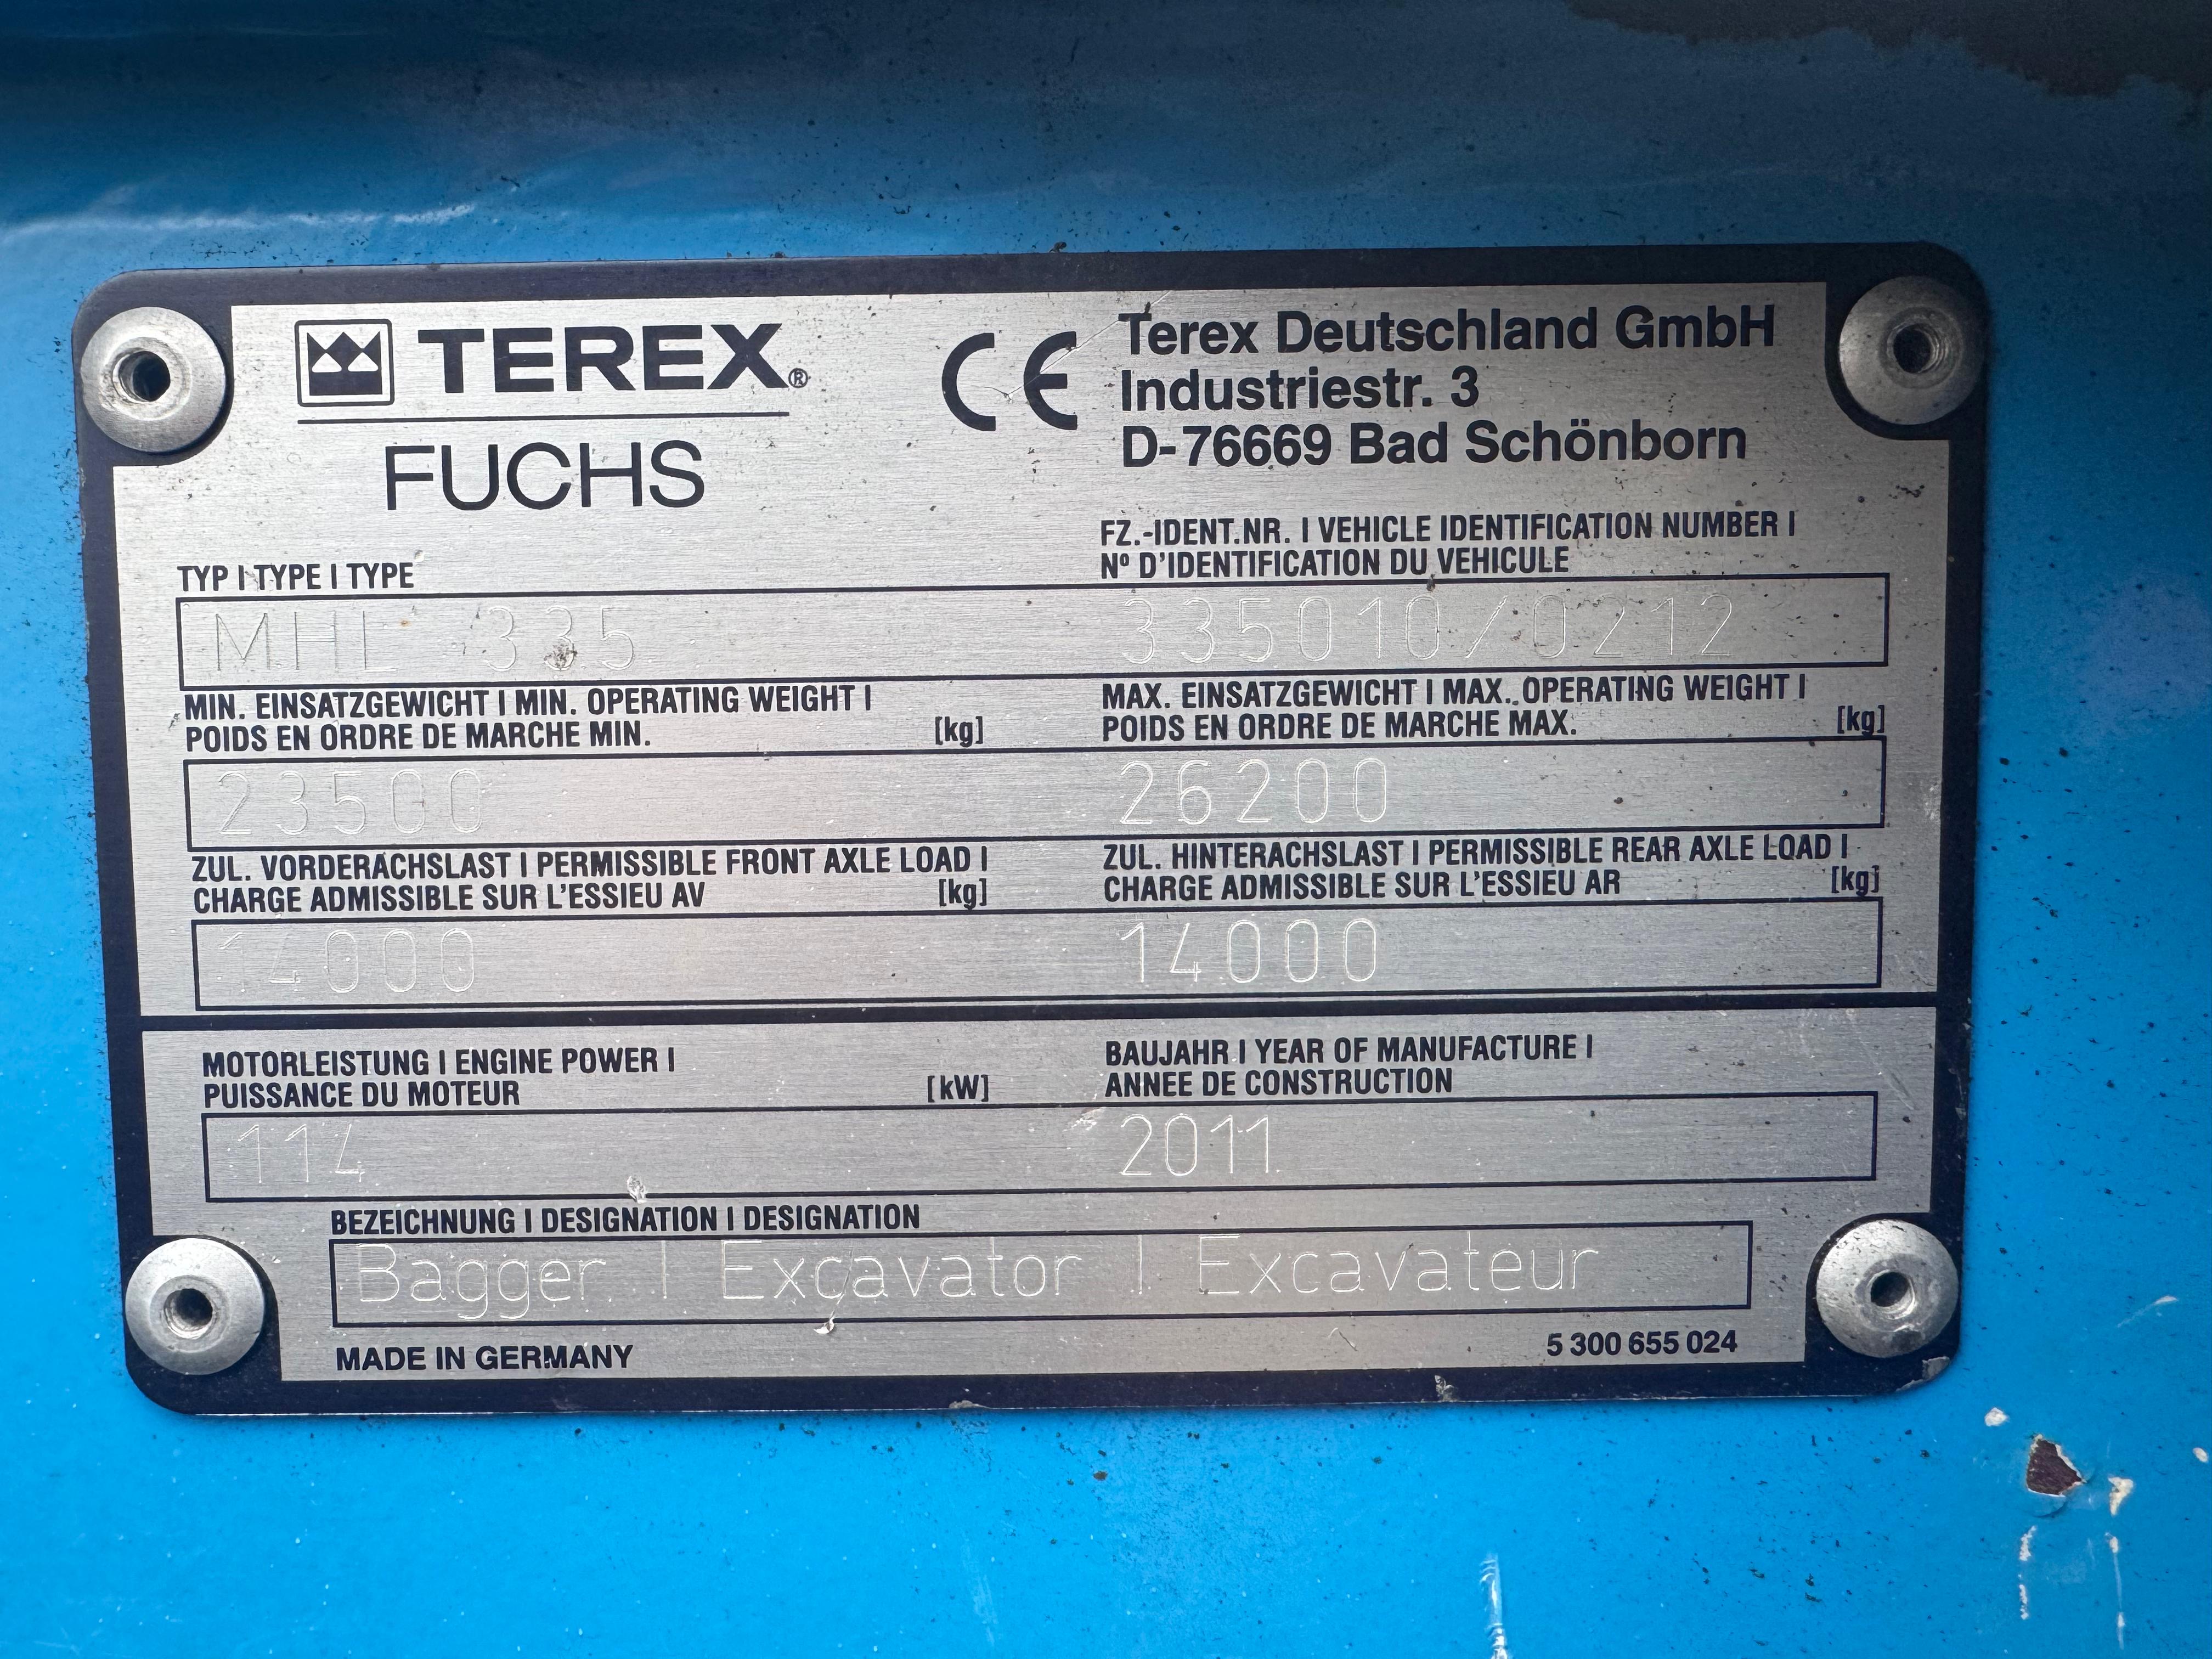 TEREX®
FUCHS
CE
Terex Deutschland GmbH
Industriestr. 3
D-76669 Bad Schönborn
TYP I TYPE I TYPE
FZ.-IDENT.NR. I VEHICLE IDENTIFICATION NUMBER I
Nº D'IDENTIFICATION DU VEHICULE
MHL 335
335010/0212
MIN. EINSATZGEWICHT I MIN. OPERATING WEIGHT I
POIDS EN ORDRE DE MARCHE MIN. [kg]
MAX. EINSATZGEWICHT I MAX. OPERATING WEIGHT I
POIDS EN ORDRE DE MARCHE MAX. [kg]
23500
26200
ZUL. VORDERACHSLAST I PERMISSIBLE FRONT AXLE LOAD I
CHARGE ADMISSIBLE SUR L'ESSIEU AV [kg]
ZUL. HINTERACHSLAST I PERMISSIBLE REAR AXLE LOAD I
CHARGE ADMISSIBLE SUR L'ESSIEU AR [kg]
14000
14000
MOTORLEISTUNG I ENGINE POWER I
PUISSANCE DU MOTEUR [kW]
BAUJAHR I YEAR OF MANUFACTURE I
ANNEE DE CONSTRUCTION
114
2011
BEZEICHNUNG I DESIGNATION I DESIGNATION
Bagger | Excavator | Excavateur
MADE IN GERMANY
5 300 655 024